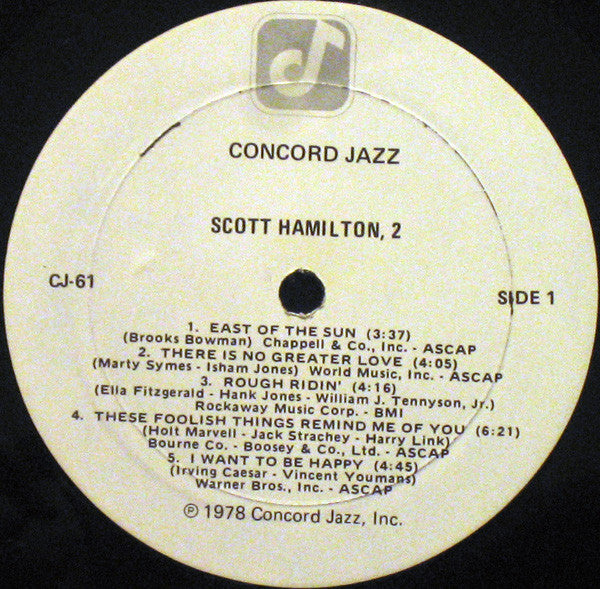 CONCORD JAZZ
SCOTT HAMILTON, 2
CJ-61
SIDE 1
1. EAST OF THE SUN (3:37)
(Brooks Bowman) Chappell & Co., Inc. - ASCAP
2. THERE IS NO GREATER LOVE (4:05)
(Marty Symes - Isham Jones) World Music, Inc. - ASCAP
3. ROUGH RIDIN' (4:16)
(Ella Fitzgerald - Hank Jones - William J. Tennyson, Jr.)
Rockaway Music Corp. - BMI
4. THESE FOOLISH THINGS REMIND ME OF YOU (6:21)
(Holt Marvell - Jack Strachey - Harry Link)
Bourne Co. - Boosey & Co., Ltd. - ASCAP
5. I WANT TO BE HAPPY (4:45)
(Irving Caesar - Vincent Youmans)
Warner Bros., Inc. - ASCAP
℗ 1978 Concord Jazz, Inc.